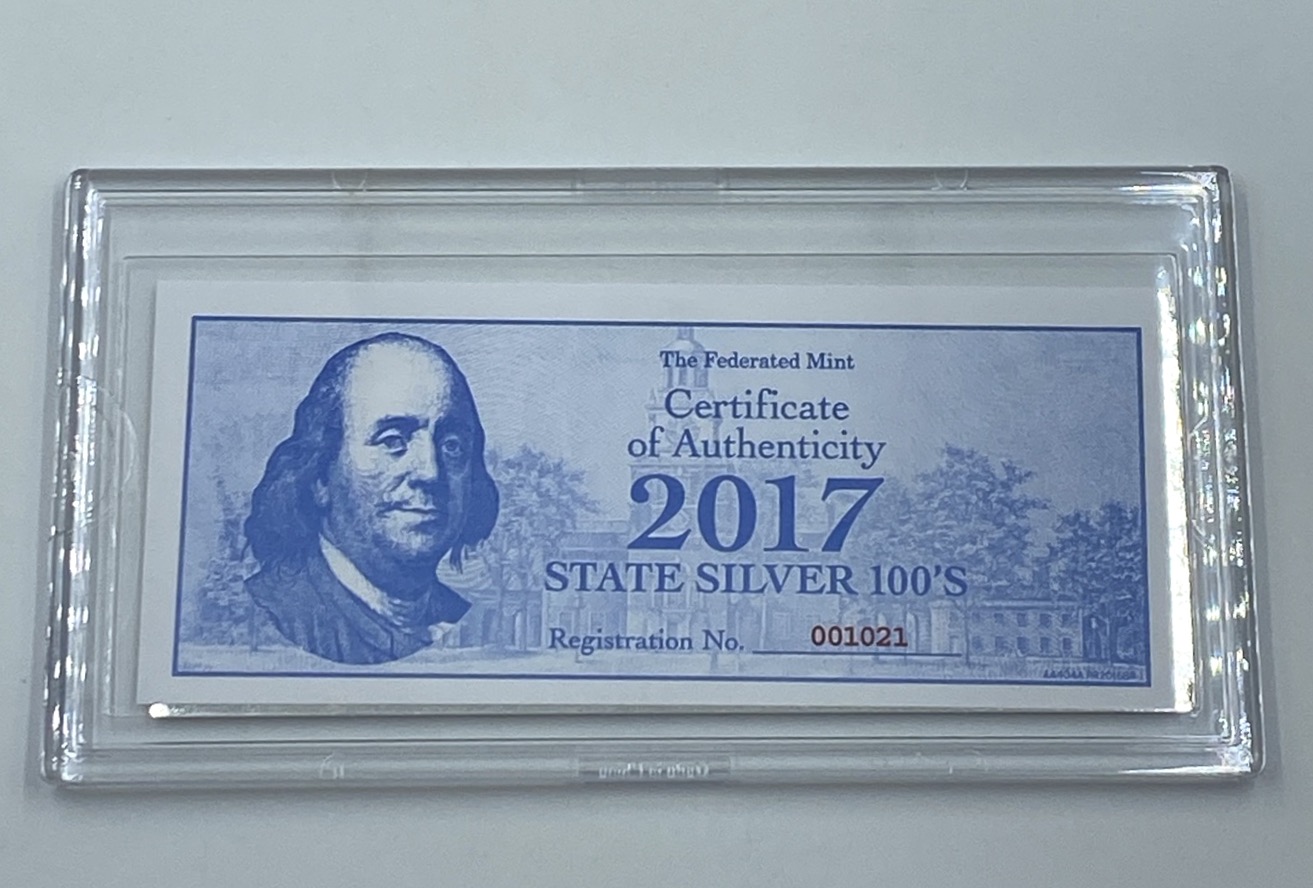 The Federated Mint
Certificate
of Authenticity
2017
STATE SILVER 100'S
Registration No. 001021